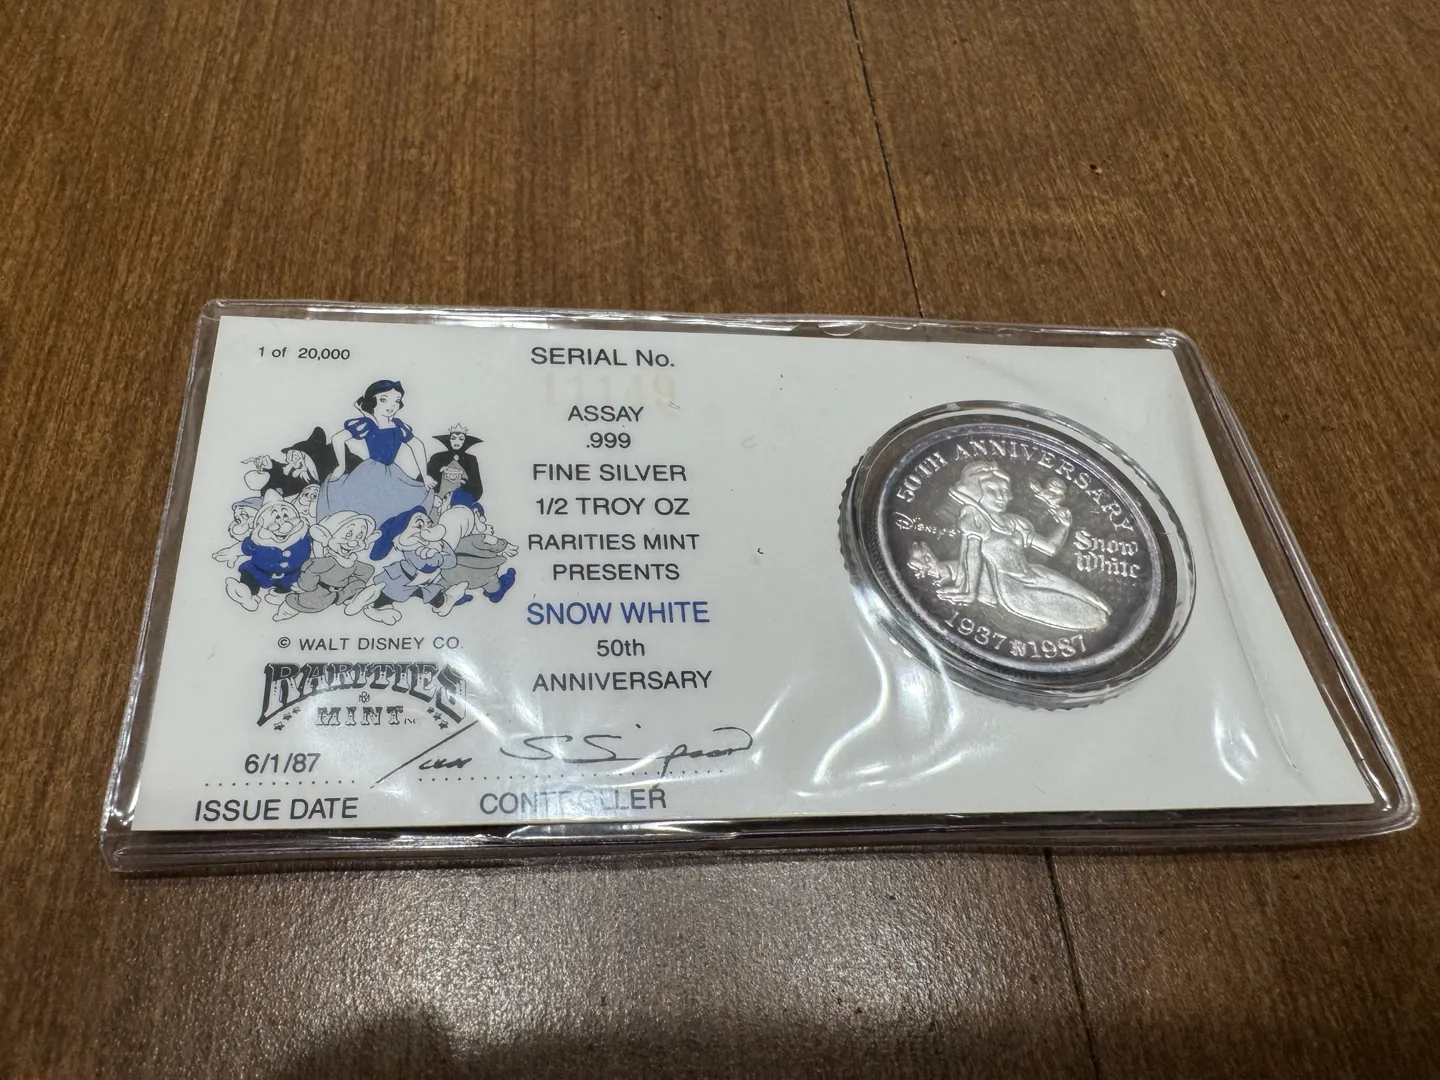 1 of 20,000
© WALT DISNEY CO.
RARITIES
MINT INC
6/1/87
ISSUE DATE
SERIAL No.
11149
ASSAY
.999
FINE SILVER
1/2 TROY OZ
RARITIES MINT
PRESENTS
SNOW WHITE
50th
ANNIVERSARY
CONTROLLER
50TH ANNIVERSARY
Snow
White
1937 1987